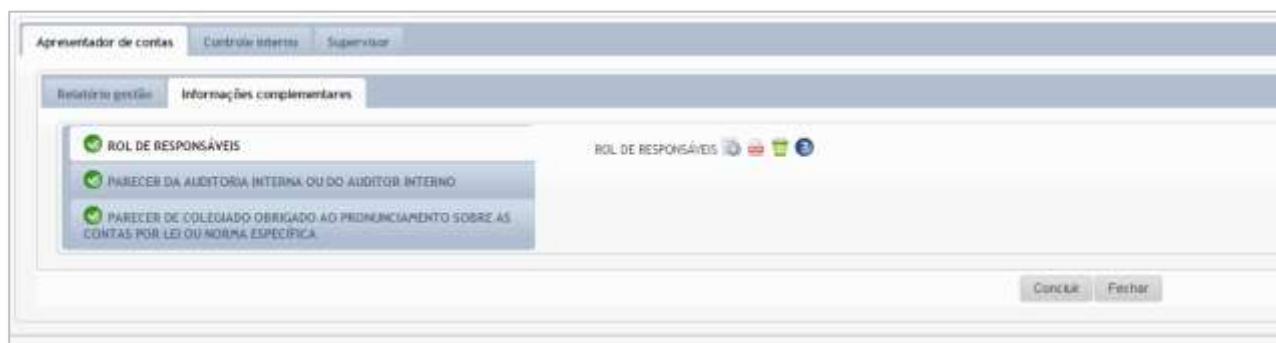 Apresentador de contas Controle interno Supervisor
Relatório gestão Informações complementares
ROL DE RESPONSÁVEIS ROL DE RESPONSÁVEIS
PARECER DA AUDITORIA INTERNA OU DO AUDITOR INTERNO
PARECER DE COLEGIADO OBRIGADO AO PRONUNCIAMENTO SOBRE AS
CONTAS POR LEI OU NORMA ESPECÍFICA
Concluir Fechar